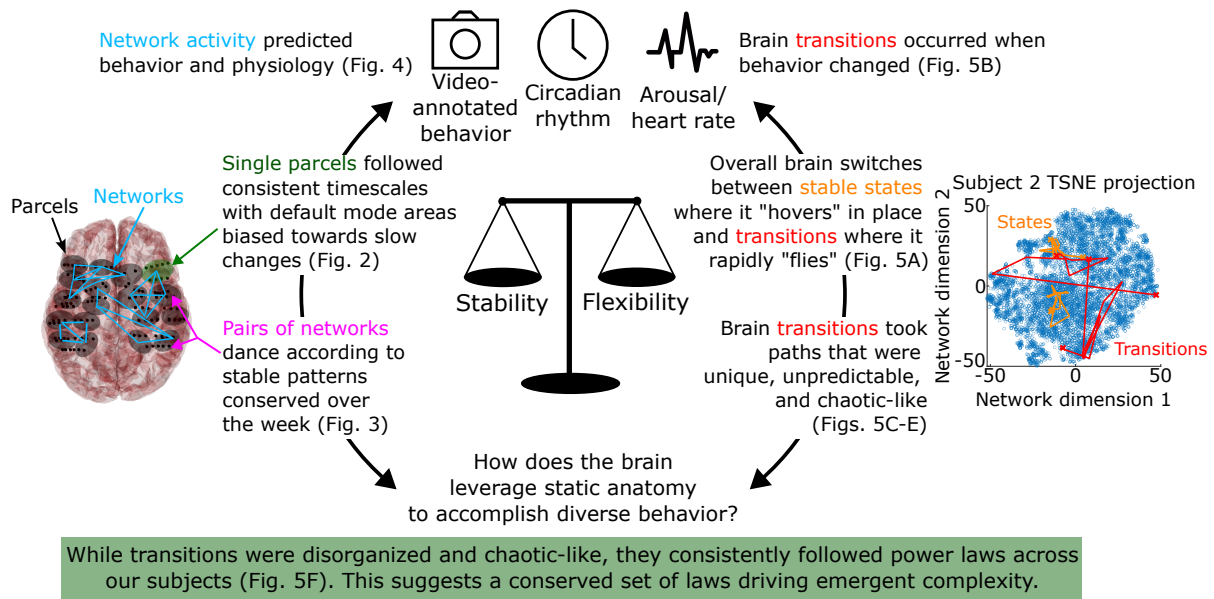 Network activity predicted
behavior and physiology (Fig. 4)
Video-
annotated
behavior
Circadian
rhythm
Arousal/
heart rate
Brain transitions occurred when
behavior changed (Fig. 5B)
Parcels
Networks
Single parcels followed
consistent timescales
with default mode areas
biased towards slow
changes (Fig. 2)
Pairs of networks
dance according to
stable patterns
conserved over
the week (Fig. 3)
Stability
Flexibility
Overall brain switches
between stable states
where it "hovers" in place
and transitions where it
rapidly "flies" (Fig. 5A)
Brain transitions took
paths that were
unique, unpredictable,
and chaotic-like
(Figs. 5C-E)
Subject 2 TSNE projection
Network dimension 2
50
0
-50
States
Transitions
-50
0
50
Network dimension 1
How does the brain
leverage static anatomy
to accomplish diverse behavior?
While transitions were disorganized and chaotic-like, they consistently followed power laws across
our subjects (Fig. 5F). This suggests a conserved set of laws driving emergent complexity.